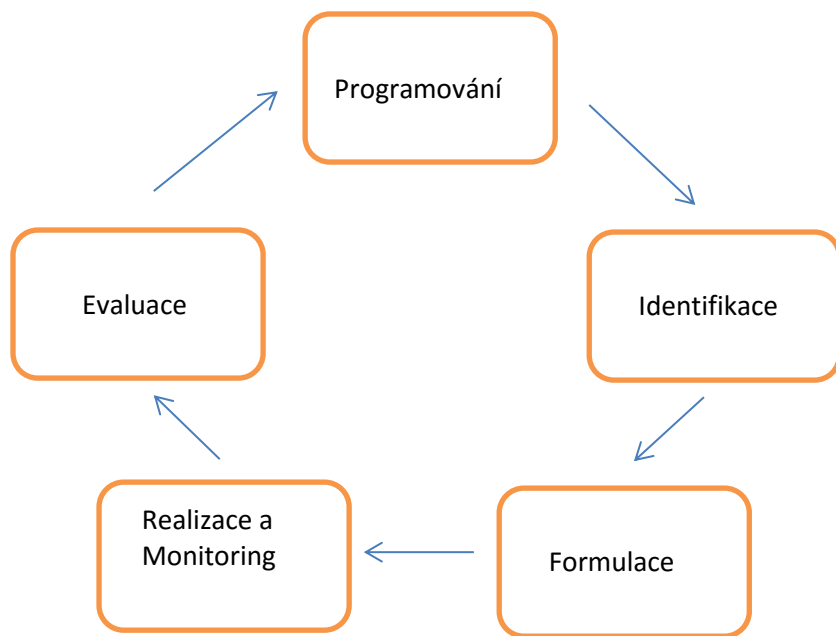 Programování
Identifikace
Formulace
Realizace a
Monitoring
Evaluace